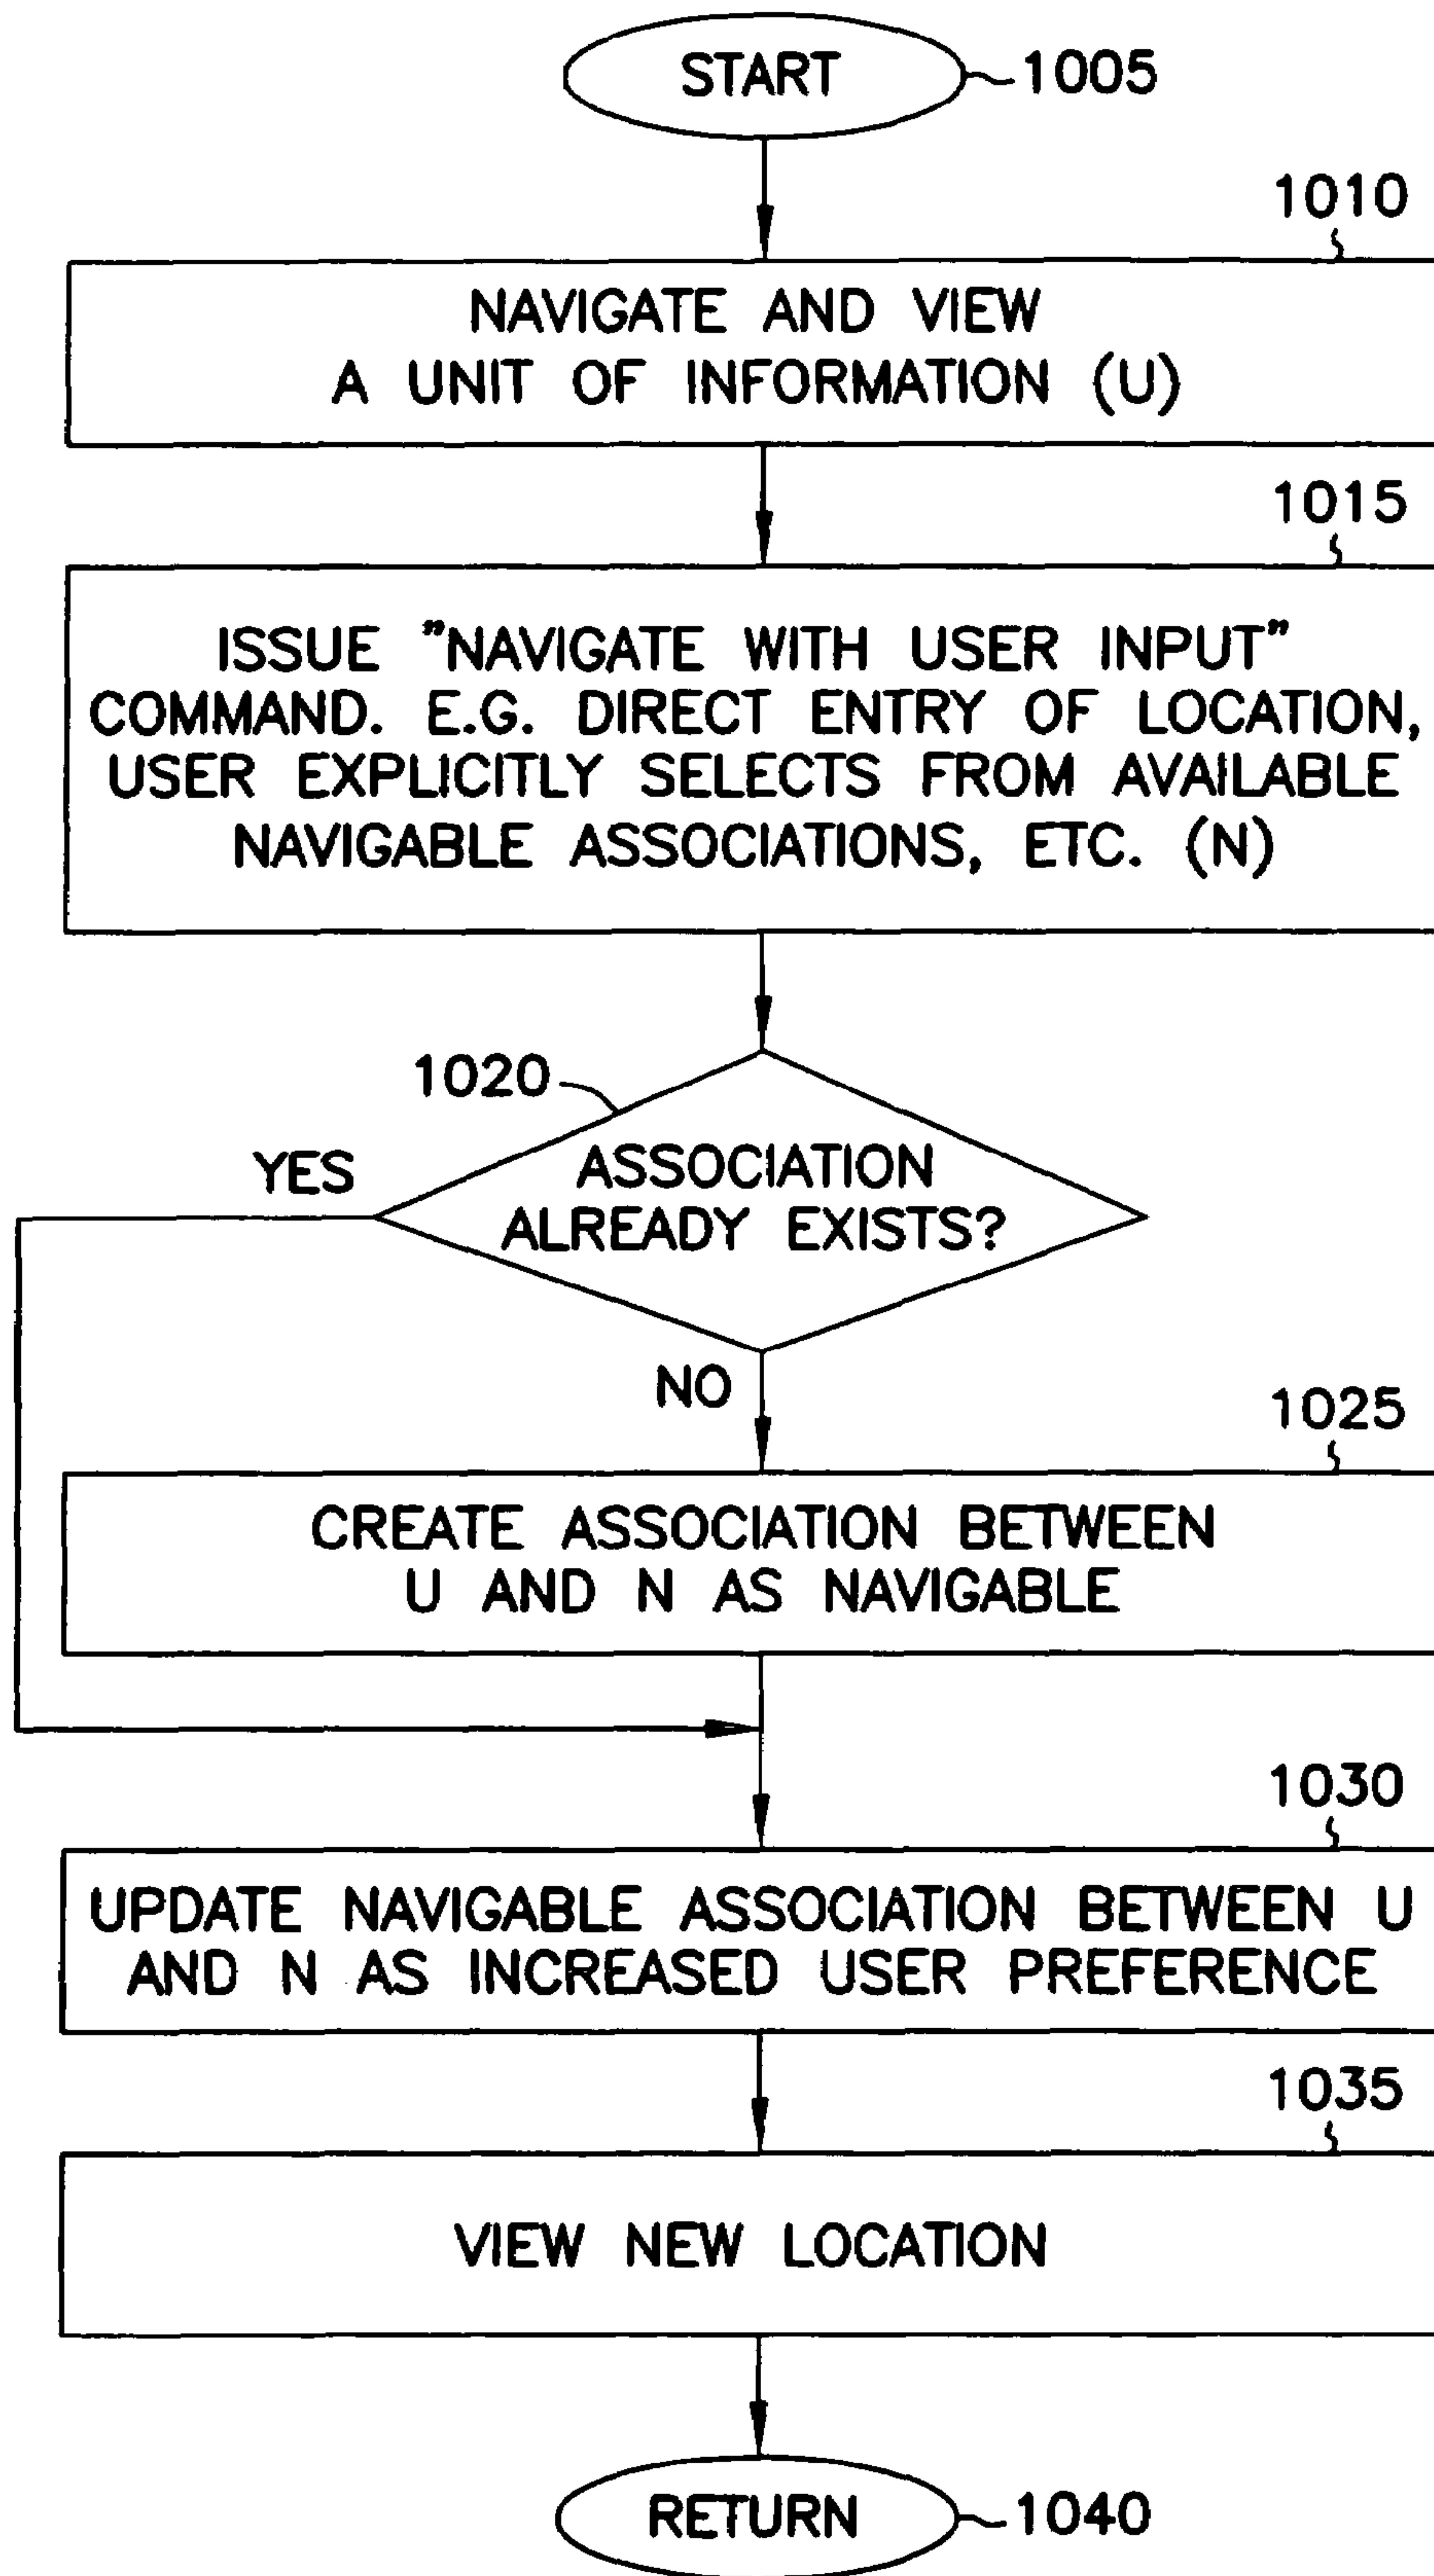 START
1005
1010
NAVIGATE AND VIEW
A UNIT OF INFORMATION (U)
1015
ISSUE "NAVIGATE WITH USER INPUT"
COMMAND. E.G. DIRECT ENTRY OF LOCATION,
USER EXPLICITLY SELECTS FROM AVAILABLE
NAVIGABLE ASSOCIATIONS, ETC. (N)
1020
YES
ASSOCIATION
ALREADY EXISTS?
NO
1025
CREATE ASSOCIATION BETWEEN
U AND N AS NAVIGABLE
1030
UPDATE NAVIGABLE ASSOCIATION BETWEEN U
AND N AS INCREASED USER PREFERENCE
1035
VIEW NEW LOCATION
RETURN
1040